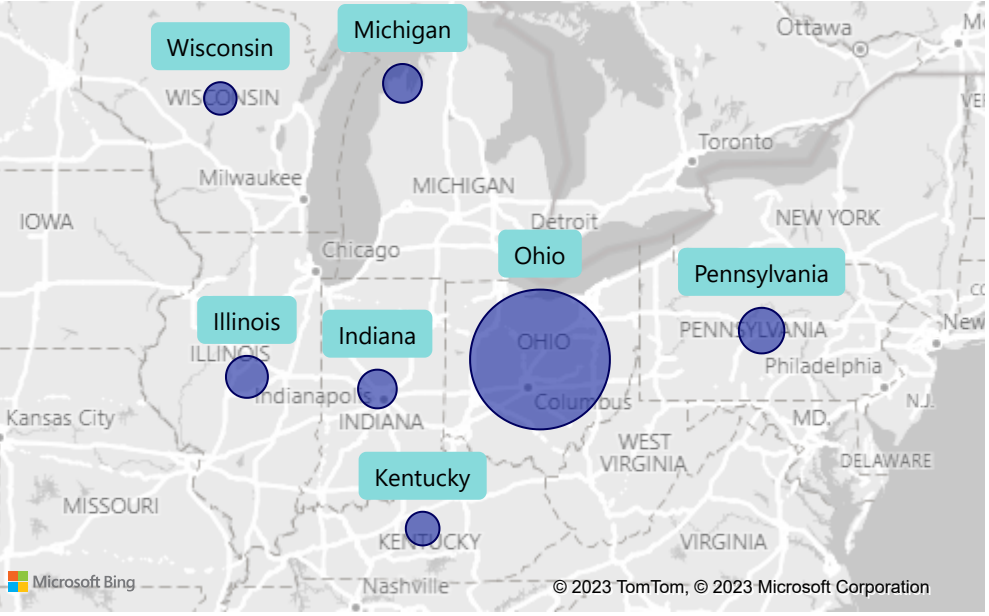 Michigan
Ottawa
Wisconsin
WISCONSIN
Toronto
Milwaukee
MICHIGAN
IOWA
Detroit
NEW YORK
Chicago
Ohio
Pennsylvania
Illinois
Indiana
OHIO
PENNSYLVANIA
New
ILLINOIS
Philadelphia
Indianapolis
Columbus
N.J.
Kansas City
INDIANA
MD.
WEST
VIRGINIA
DELAWARE
Kentucky
MISSOURI
KENTUCKY
VIRGINIA
Microsoft Bing
Nashville
© 2023 TomTom, © 2023 Microsoft Corporation